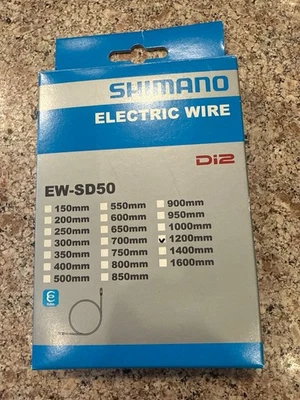 SHIMANO
ELECTRIC WIRE
Di2
EW-SD50
150mm 550mm 900mm
200mm 600mm 950mm
250mm 650mm 1000mm
300mm 700mm 1200mm
350mm 750mm 1400mm
400mm 800mm 1600mm
500mm 850mm